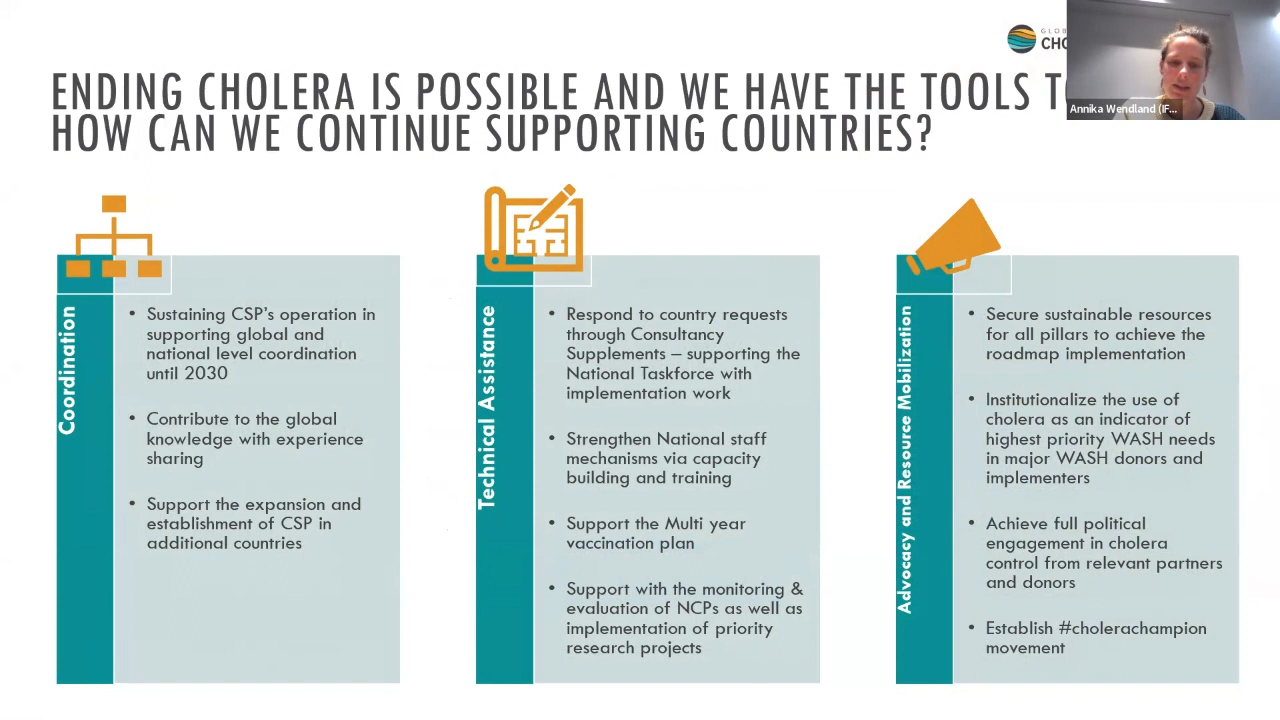 GLOB
CHO
Annika Wendland (IF...
ENDING CHOLERA IS POSSIBLE AND WE HAVE THE TOOLS
HOW CAN WE CONTINUE SUPPORTING COUNTRIES?
Coordination
• Sustaining CSP's operation in
supporting global and
national level coordination
until 2030
• Contribute to the global
knowledge with experience
sharing
• Support the expansion and
establishment of CSP in
additional countries
Technical Assistance
• Respond to country requests
through Consultancy
Supplements – supporting the
National Taskforce with
implementation work
• Strengthen National staff
mechanisms via capacity
building and training
• Support the Multi year
vaccination plan
• Support with the monitoring &
evaluation of NCPs as well as
implementation of priority
research projects
Advocacy and Resource Mobilization
• Secure sustainable resources
for all pillars to achieve the
roadmap implementation
• Institutionalize the use of
cholera as an indicator of
highest priority WASH needs
in major WASH donors and
implementers
• Achieve full political
engagement in cholera
control from relevant partners
and donors
• Establish #cholerachampion
movement